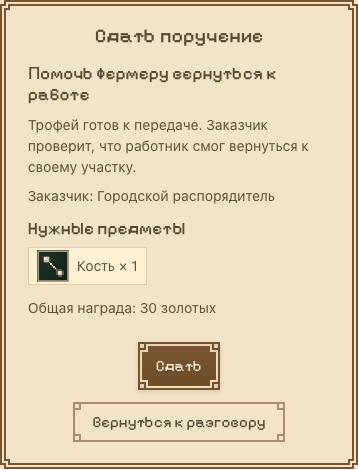 Сдать поручение
Помочь фермеру вернуться к
работе
Трофей готов к передаче. Заказчик
проверит, что работник смог вернуться к
своему участку.
Заказчик: Городской распорядитель
Нужные предметы
Кость × 1
Общая награда: 30 золотых
Сдать
Вернуться к разговору